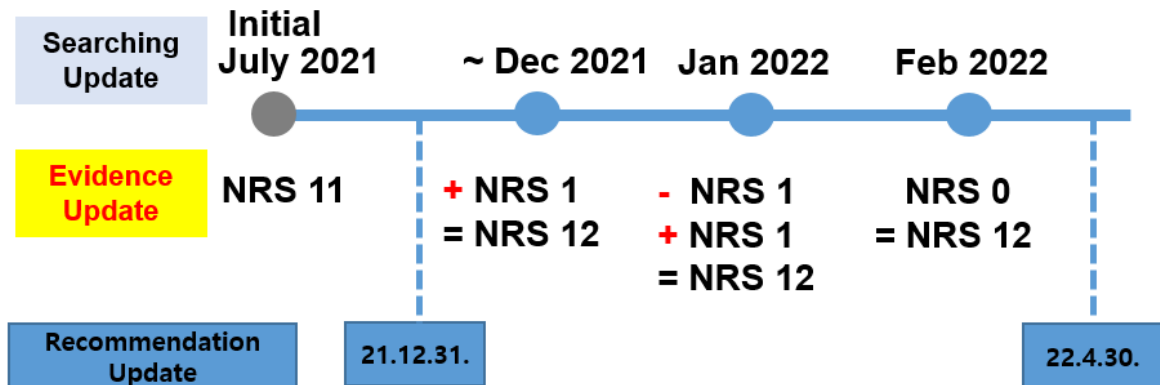 Searching
Update
Initial
July 2021
~ Dec 2021
Jan 2022
Feb 2022
Evidence
Update
NRS 11
+ NRS 1
= NRS 12
- NRS 1
+ NRS 1
= NRS 12
NRS 0
= NRS 12
Recommendation
Update
21.12.31.
22.4.30.